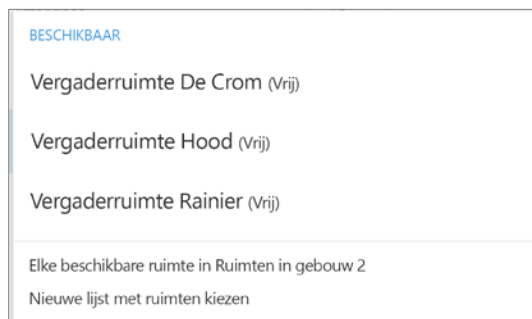 BESCHIKBAAR
Vergaderruimte De Crom (Vrij)
Vergaderruimte Hood (Vrij)
Vergaderruimte Rainier (Vrij)
Elke beschikbare ruimte in Ruimten in gebouw 2
Nieuwe lijst met ruimten kiezen